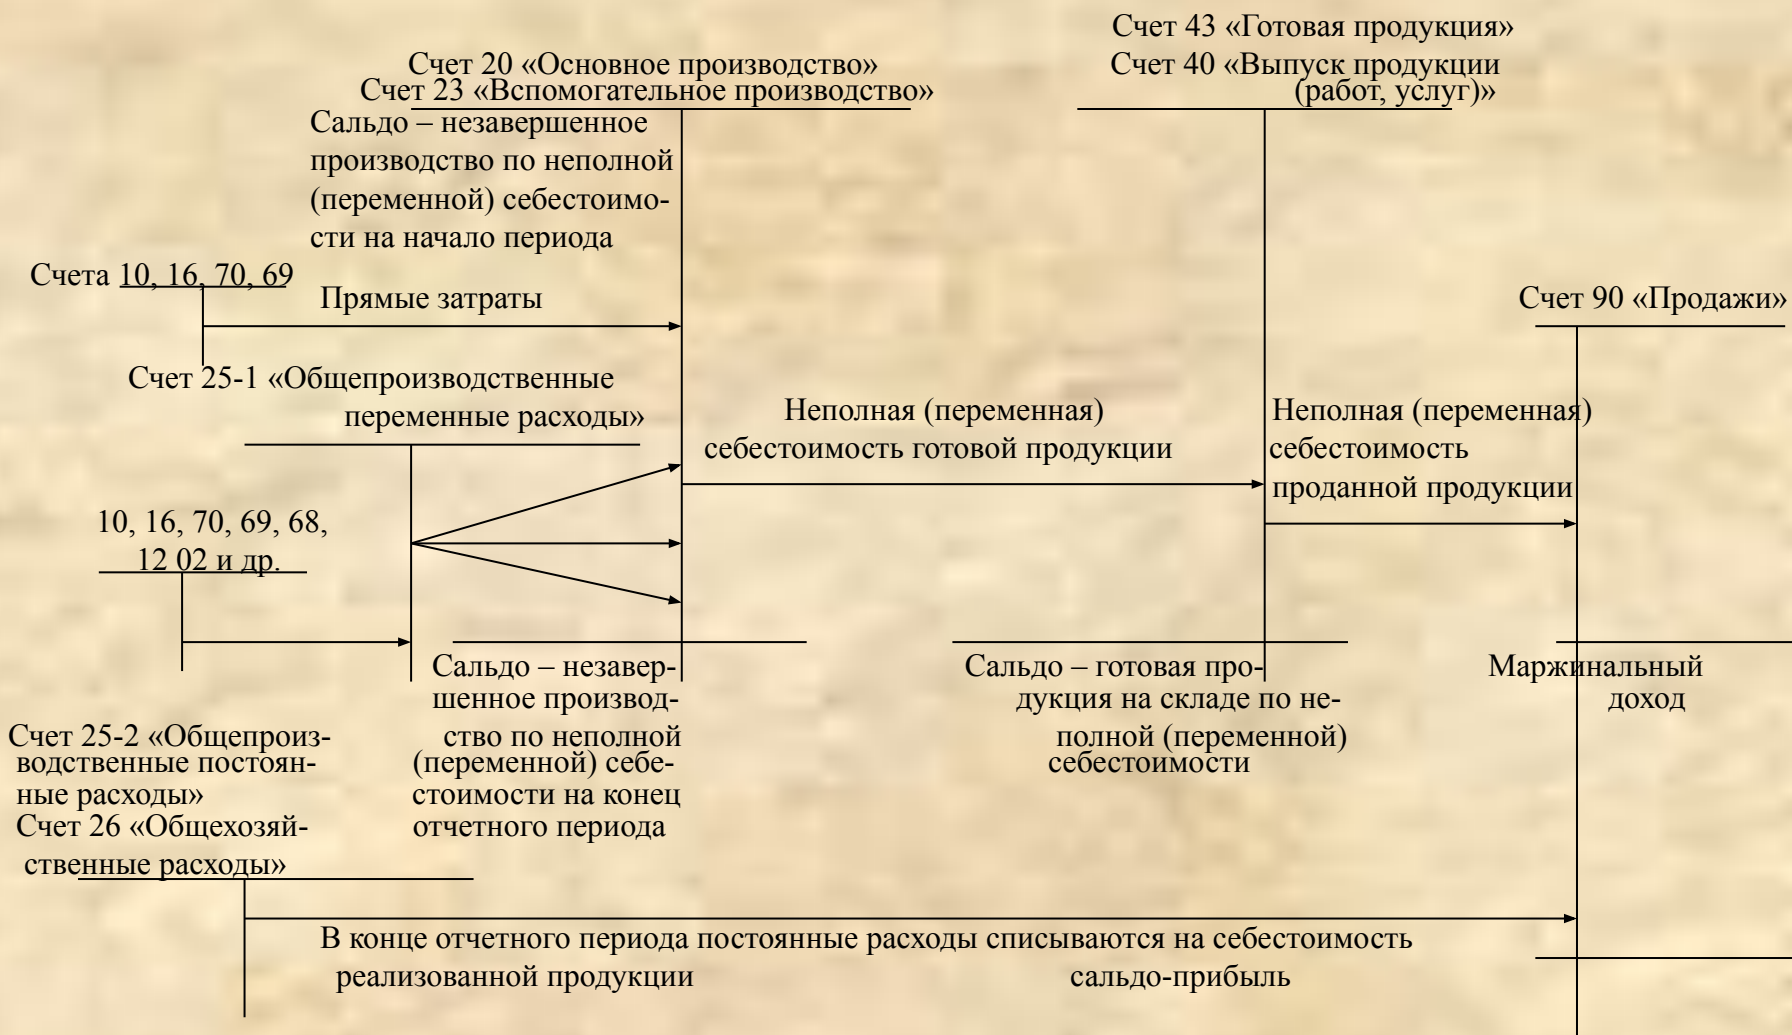 Счет 43 «Готовая продукция»
Счет 20 «Основное производство»
Счет 40 «Выпуск продукции
Счет 23 «Вспомогательное производство»
(работ, услуг)»
Сальдо – незавершенное
производство по неполной
(переменной) себестоимо-
сти на начало периода
Счета 10, 16, 70, 69
Прямые затраты
Счет 90 «Продажи»
Счет 25-1 «Общепроизводственные
переменные расходы»
Неполная (переменная)
себестоимость готовой продукции
Неполная (переменная)
себестоимость
проданной продукции
10, 16, 70, 69, 68,
12 02 и др.
Сальдо – незавер-
шенное производ-
ство по неполной
(переменной) себе-
стоимости на конец
отчетного периода
Сальдо – готовая про-
дукция на складе по не-
полной (переменной)
себестоимости
Маржинальный
доход
Счет 25-2 «Общепроиз-
водственные постоян-
ные расходы»
Счет 26 «Общехозяй-
ственные расходы»
В конце отчетного периода постоянные расходы списываются на себестоимость
реализованной продукции
сальдо-прибыль